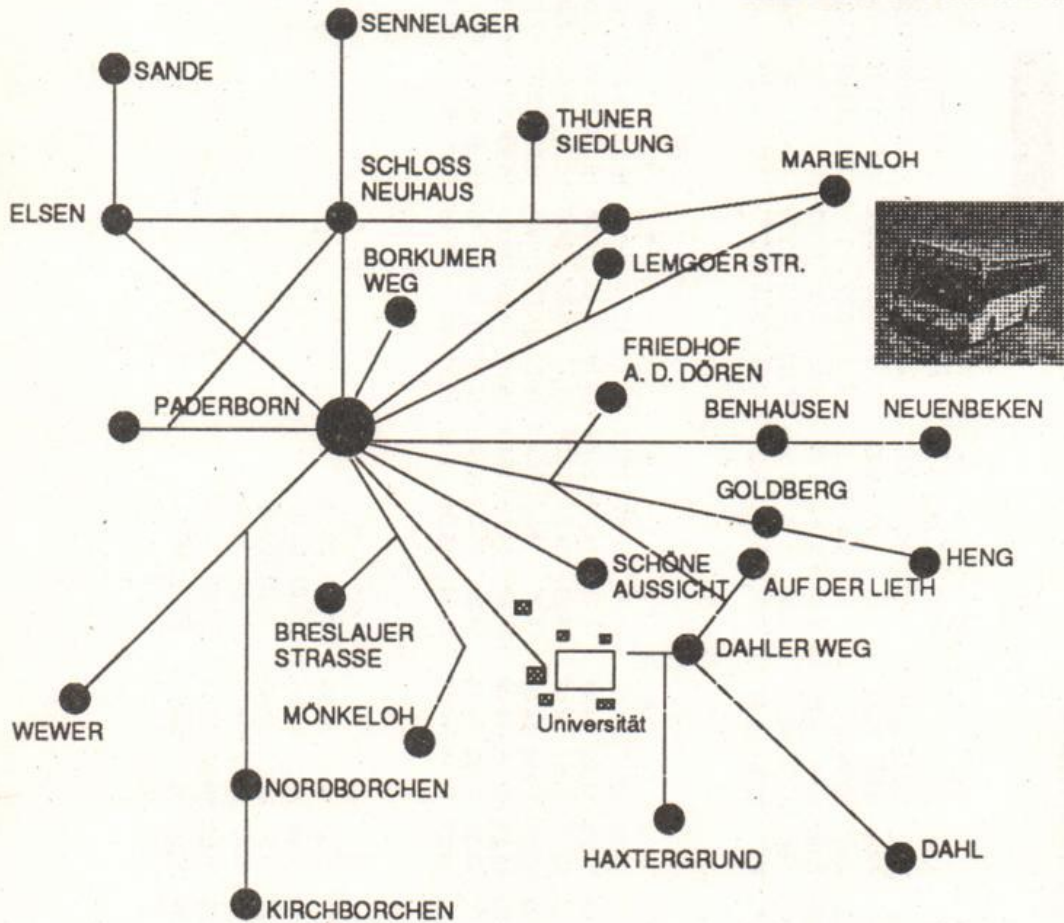 SENNELAGER
SANDE
THUNER
SIEDLUNG
MARIENLOH
SCHLOSS
NEUHAUS
ELSEN
BORKUMER
WEG
LEMGOER STR.
FRIEDHOF
A. D. DÖREN
PADERBORN
BENHAUSEN
NEUENBEKEN
GOLDBERG
HENG
SCHÖNE
AUSSICHT
AUF DER LIETH
BRESLAUER
STRASSE
DAHLER WEG
MÖNKELOH
Universität
WEWER
NORDBORCHEN
HAXTERGRUND
DAHL
KIRCHBORCHEN